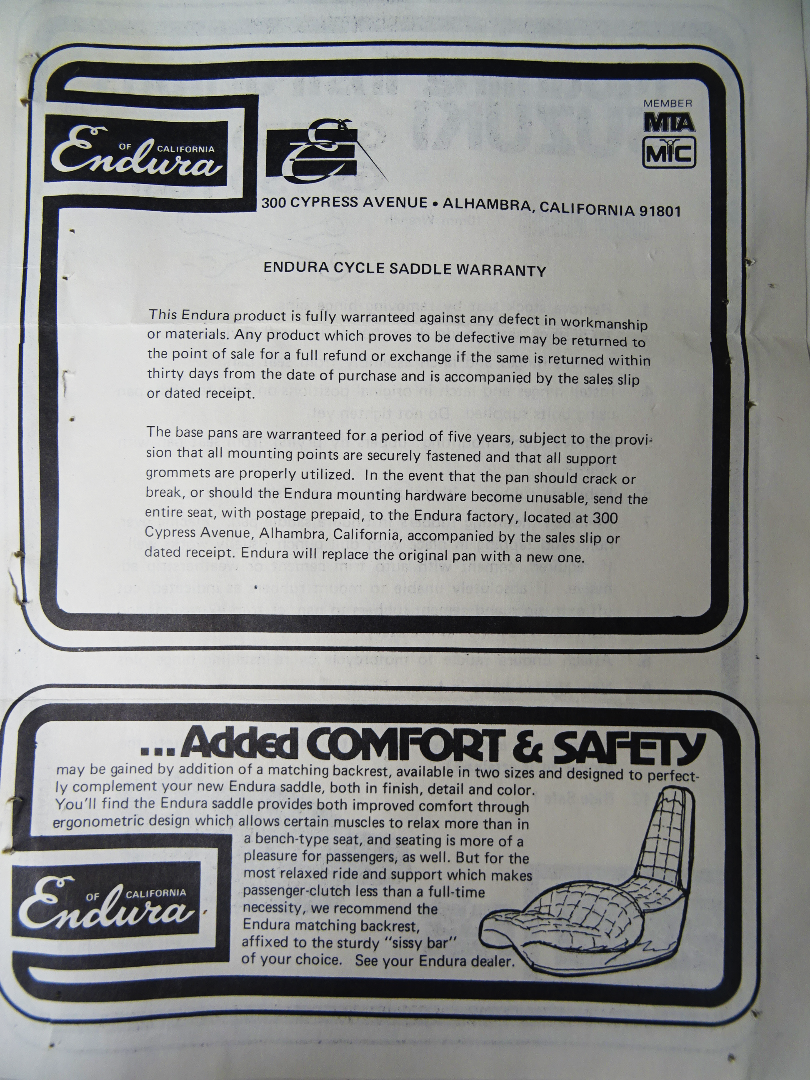 Endura
OF CALIFORNIA
E
MEMBER
MTA
MIC
300 CYPRESS AVENUE • ALHAMBRA, CALIFORNIA 91801
ENDURA CYCLE SADDLE WARRANTY
This Endura product is fully warranteed against any defect in workmanship
or materials. Any product which proves to be defective may be returned to
the point of sale for a full refund or exchange if the same is returned within
thirty days from the date of purchase and is accompanied by the sales slip
or dated receipt.
The base pans are warranteed for a period of five years, subject to the provi-
sion that all mounting points are securely fastened and that all support
grommets are properly utilized. In the event that the pan should crack or
break, or should the Endura mounting hardware become unusable, send the
entire seat, with postage prepaid, to the Endura factory, located at 300
Cypress Avenue, Alhambra, California, accompanied by the sales slip or
dated receipt. Endura will replace the original pan with a new one.
...Added COMFORT & SAFETY
may be gained by addition of a matching backrest, available in two sizes and designed to perfect-
ly complement your new Endura saddle, both in finish, detail and color.
You'll find the Endura saddle provides both improved comfort through
ergonometric design which allows certain muscles to relax more than in
a bench-type seat, and seating is more of a
pleasure for passengers, as well. But for the
most relaxed ride and support which makes
passenger-clutch less than a full-time
necessity, we recommend the
Endura matching backrest,
affixed to the sturdy "sissy bar"
of your choice. See your Endura dealer.
Endura
OF CALIFORNIA